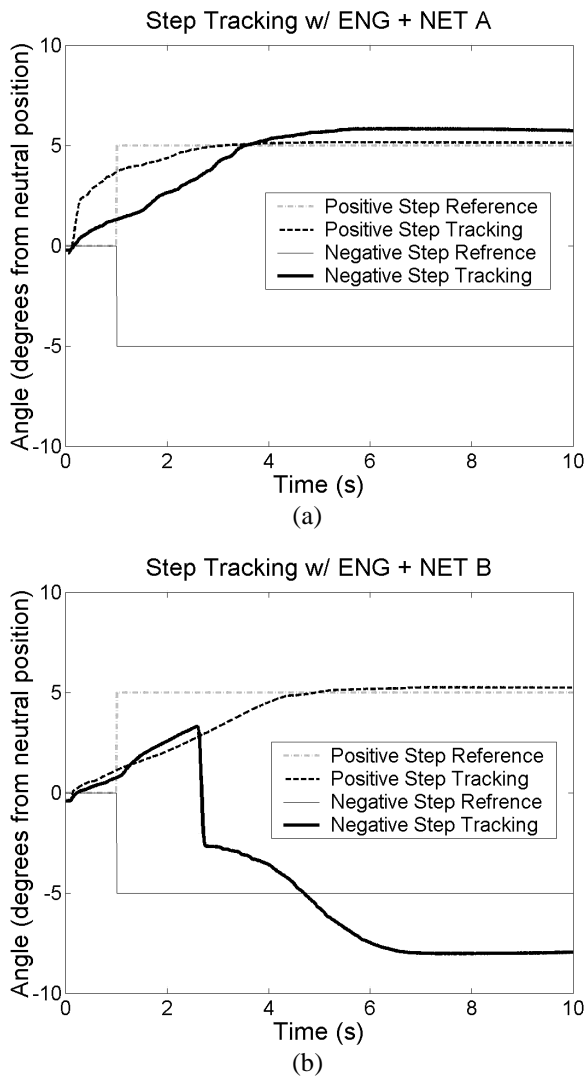 Step Tracking w/ ENG + NET A
10
5
0
-5
-10
Angle (degrees from neutral position)
Positive Step Reference
Positive Step Tracking
Negative Step Refrence
Negative Step Tracking
0 2 4 6 8 10
Time (s)
(a)
Step Tracking w/ ENG + NET B
10
5
0
-5
-10
Angle (degrees from neutral position)
Positive Step Reference
Positive Step Tracking
Negative Step Reference
Negative Step Tracking
0 2 4 6 8 10
Time (s)
(b)